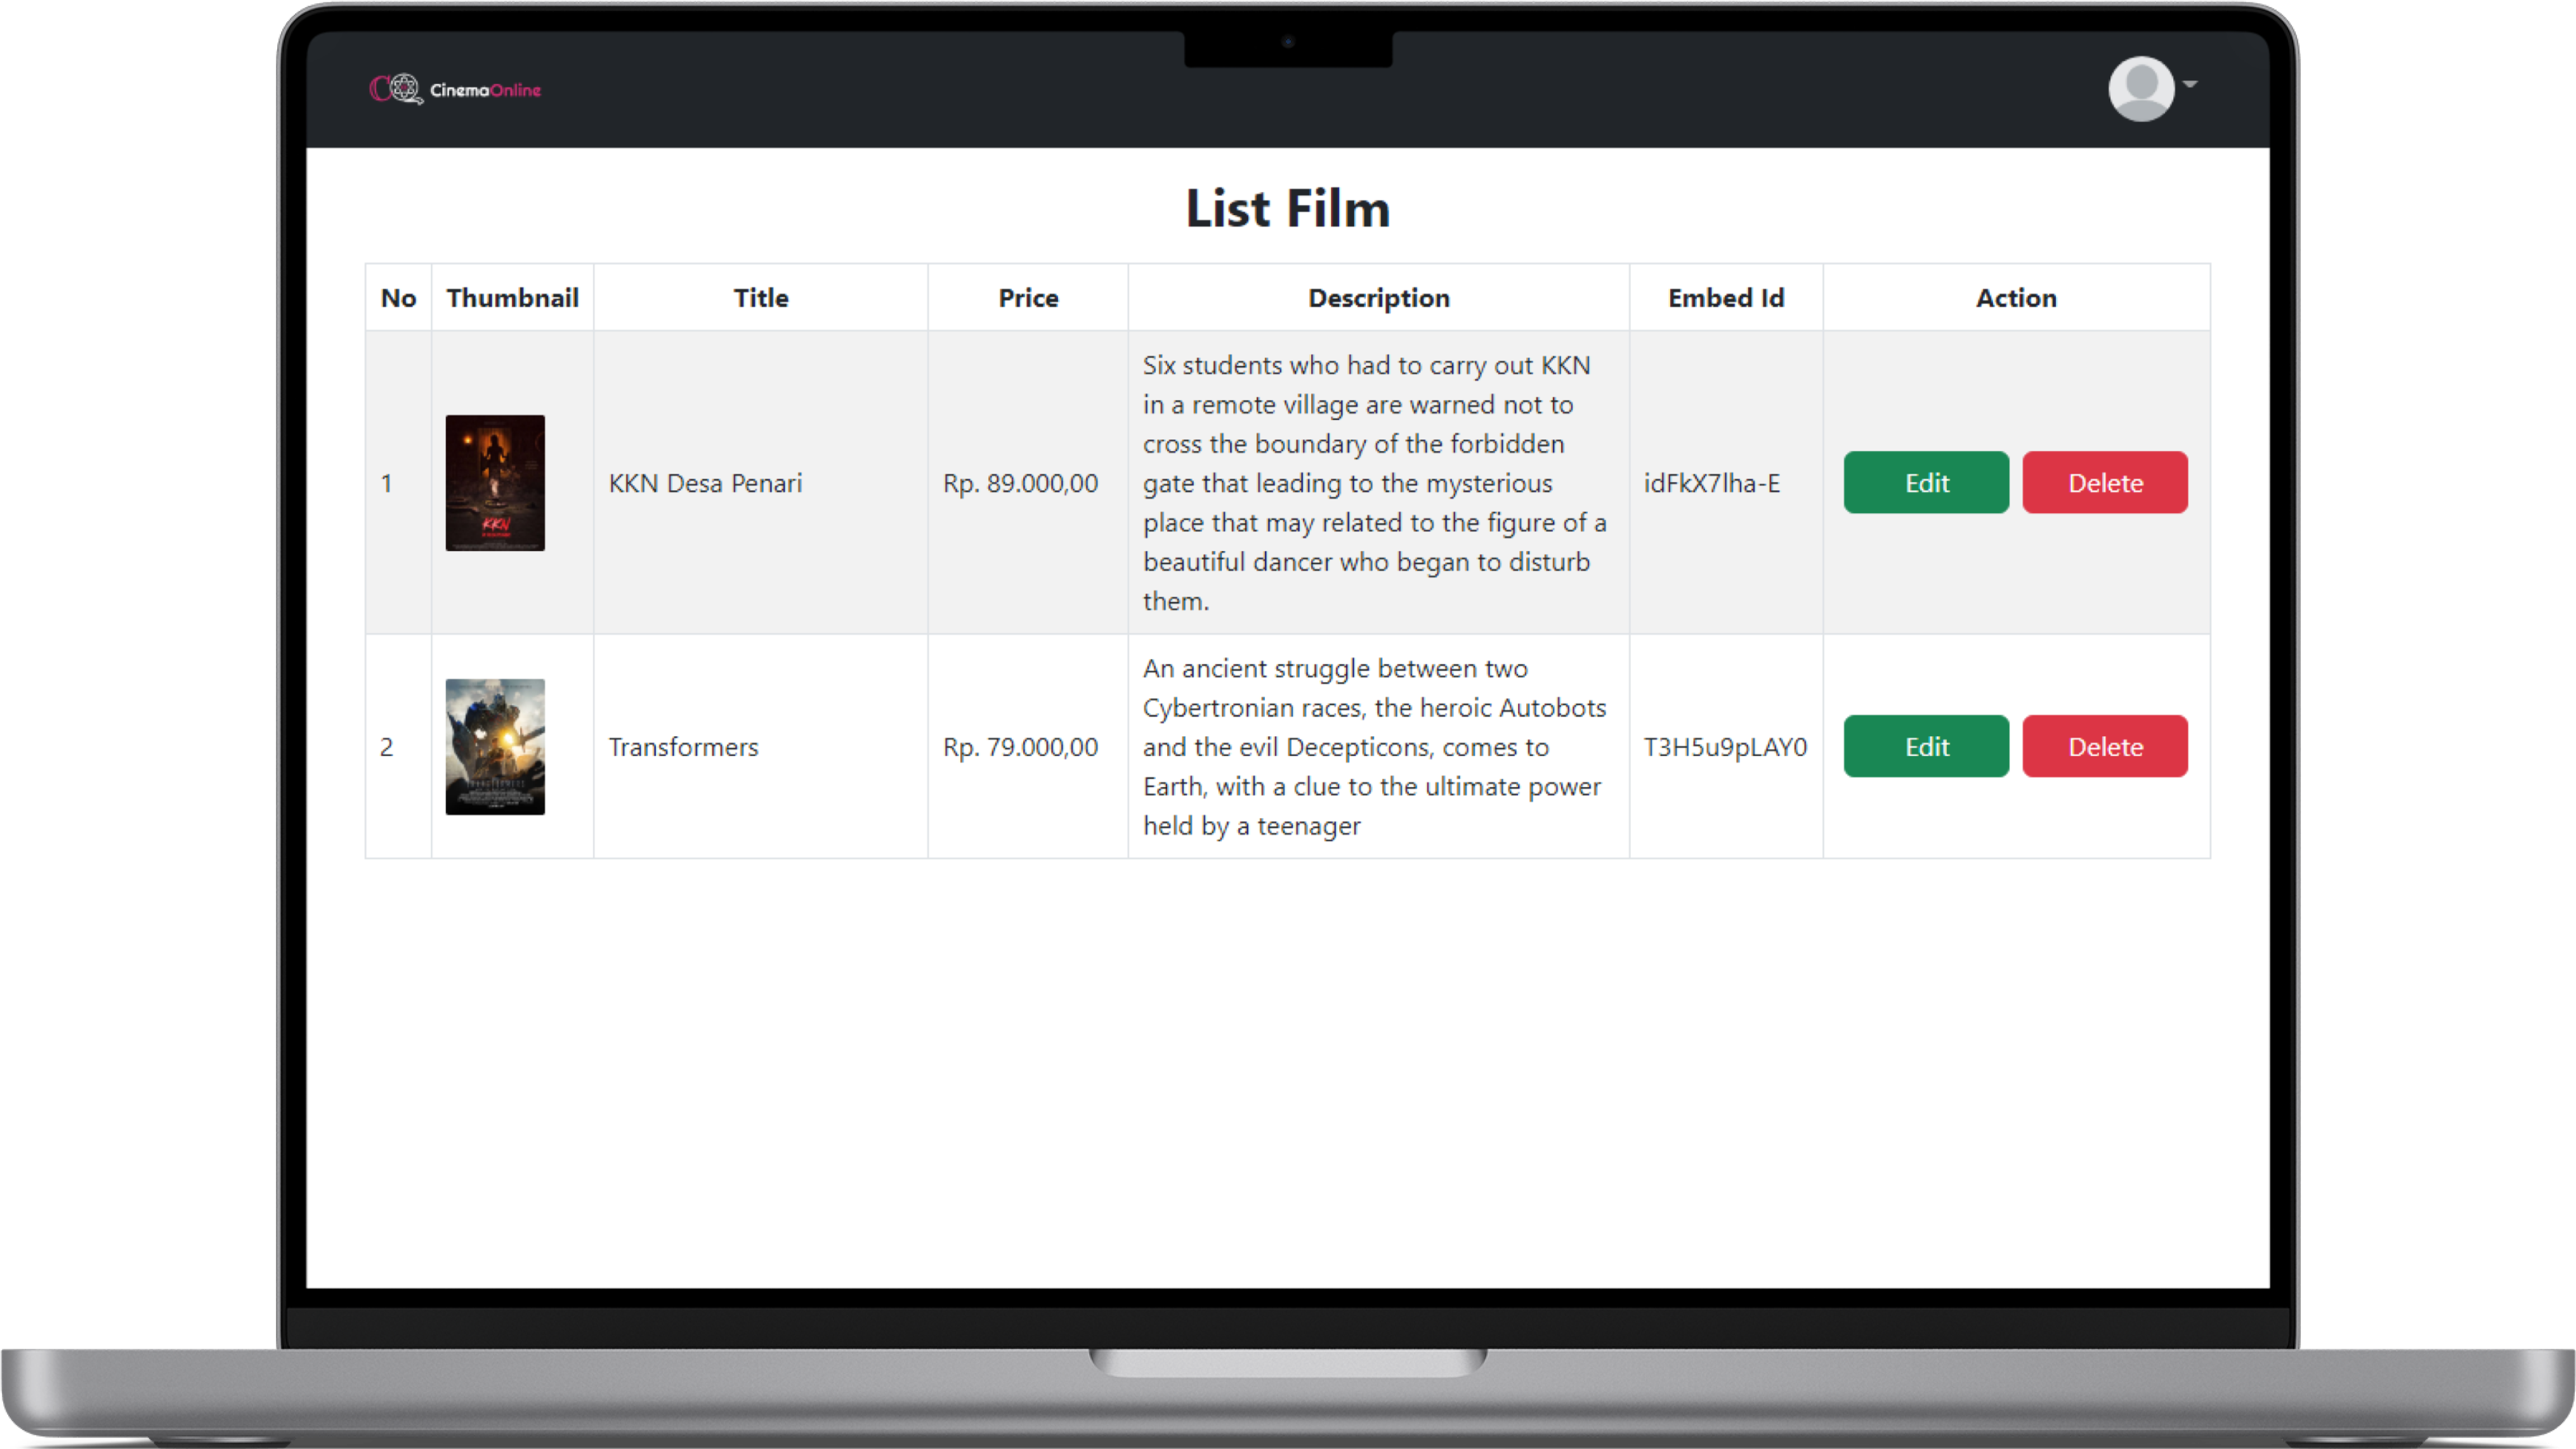 CinemaOnline
List Film
No Thumbnail Title Price Description Embed Id Action
1 KKN Desa Penari Rp. 89.000,00 idFkX7lha-E Edit Delete
Six students who had to carry out KKN
in a remote village are warned not to
cross the boundary of the forbidden
gate that leading to the mysterious
place that may related to the figure of a
beautiful dancer who began to disturb
them.
KKN
2 Transformers Rp. 79.000,00 T3H5u9pLAY0 Edit Delete
An ancient struggle between two
Cybertronian races, the heroic Autobots
and the evil Decepticons, comes to
Earth, with a clue to the ultimate power
held by a teenager
TRANSFORMERS